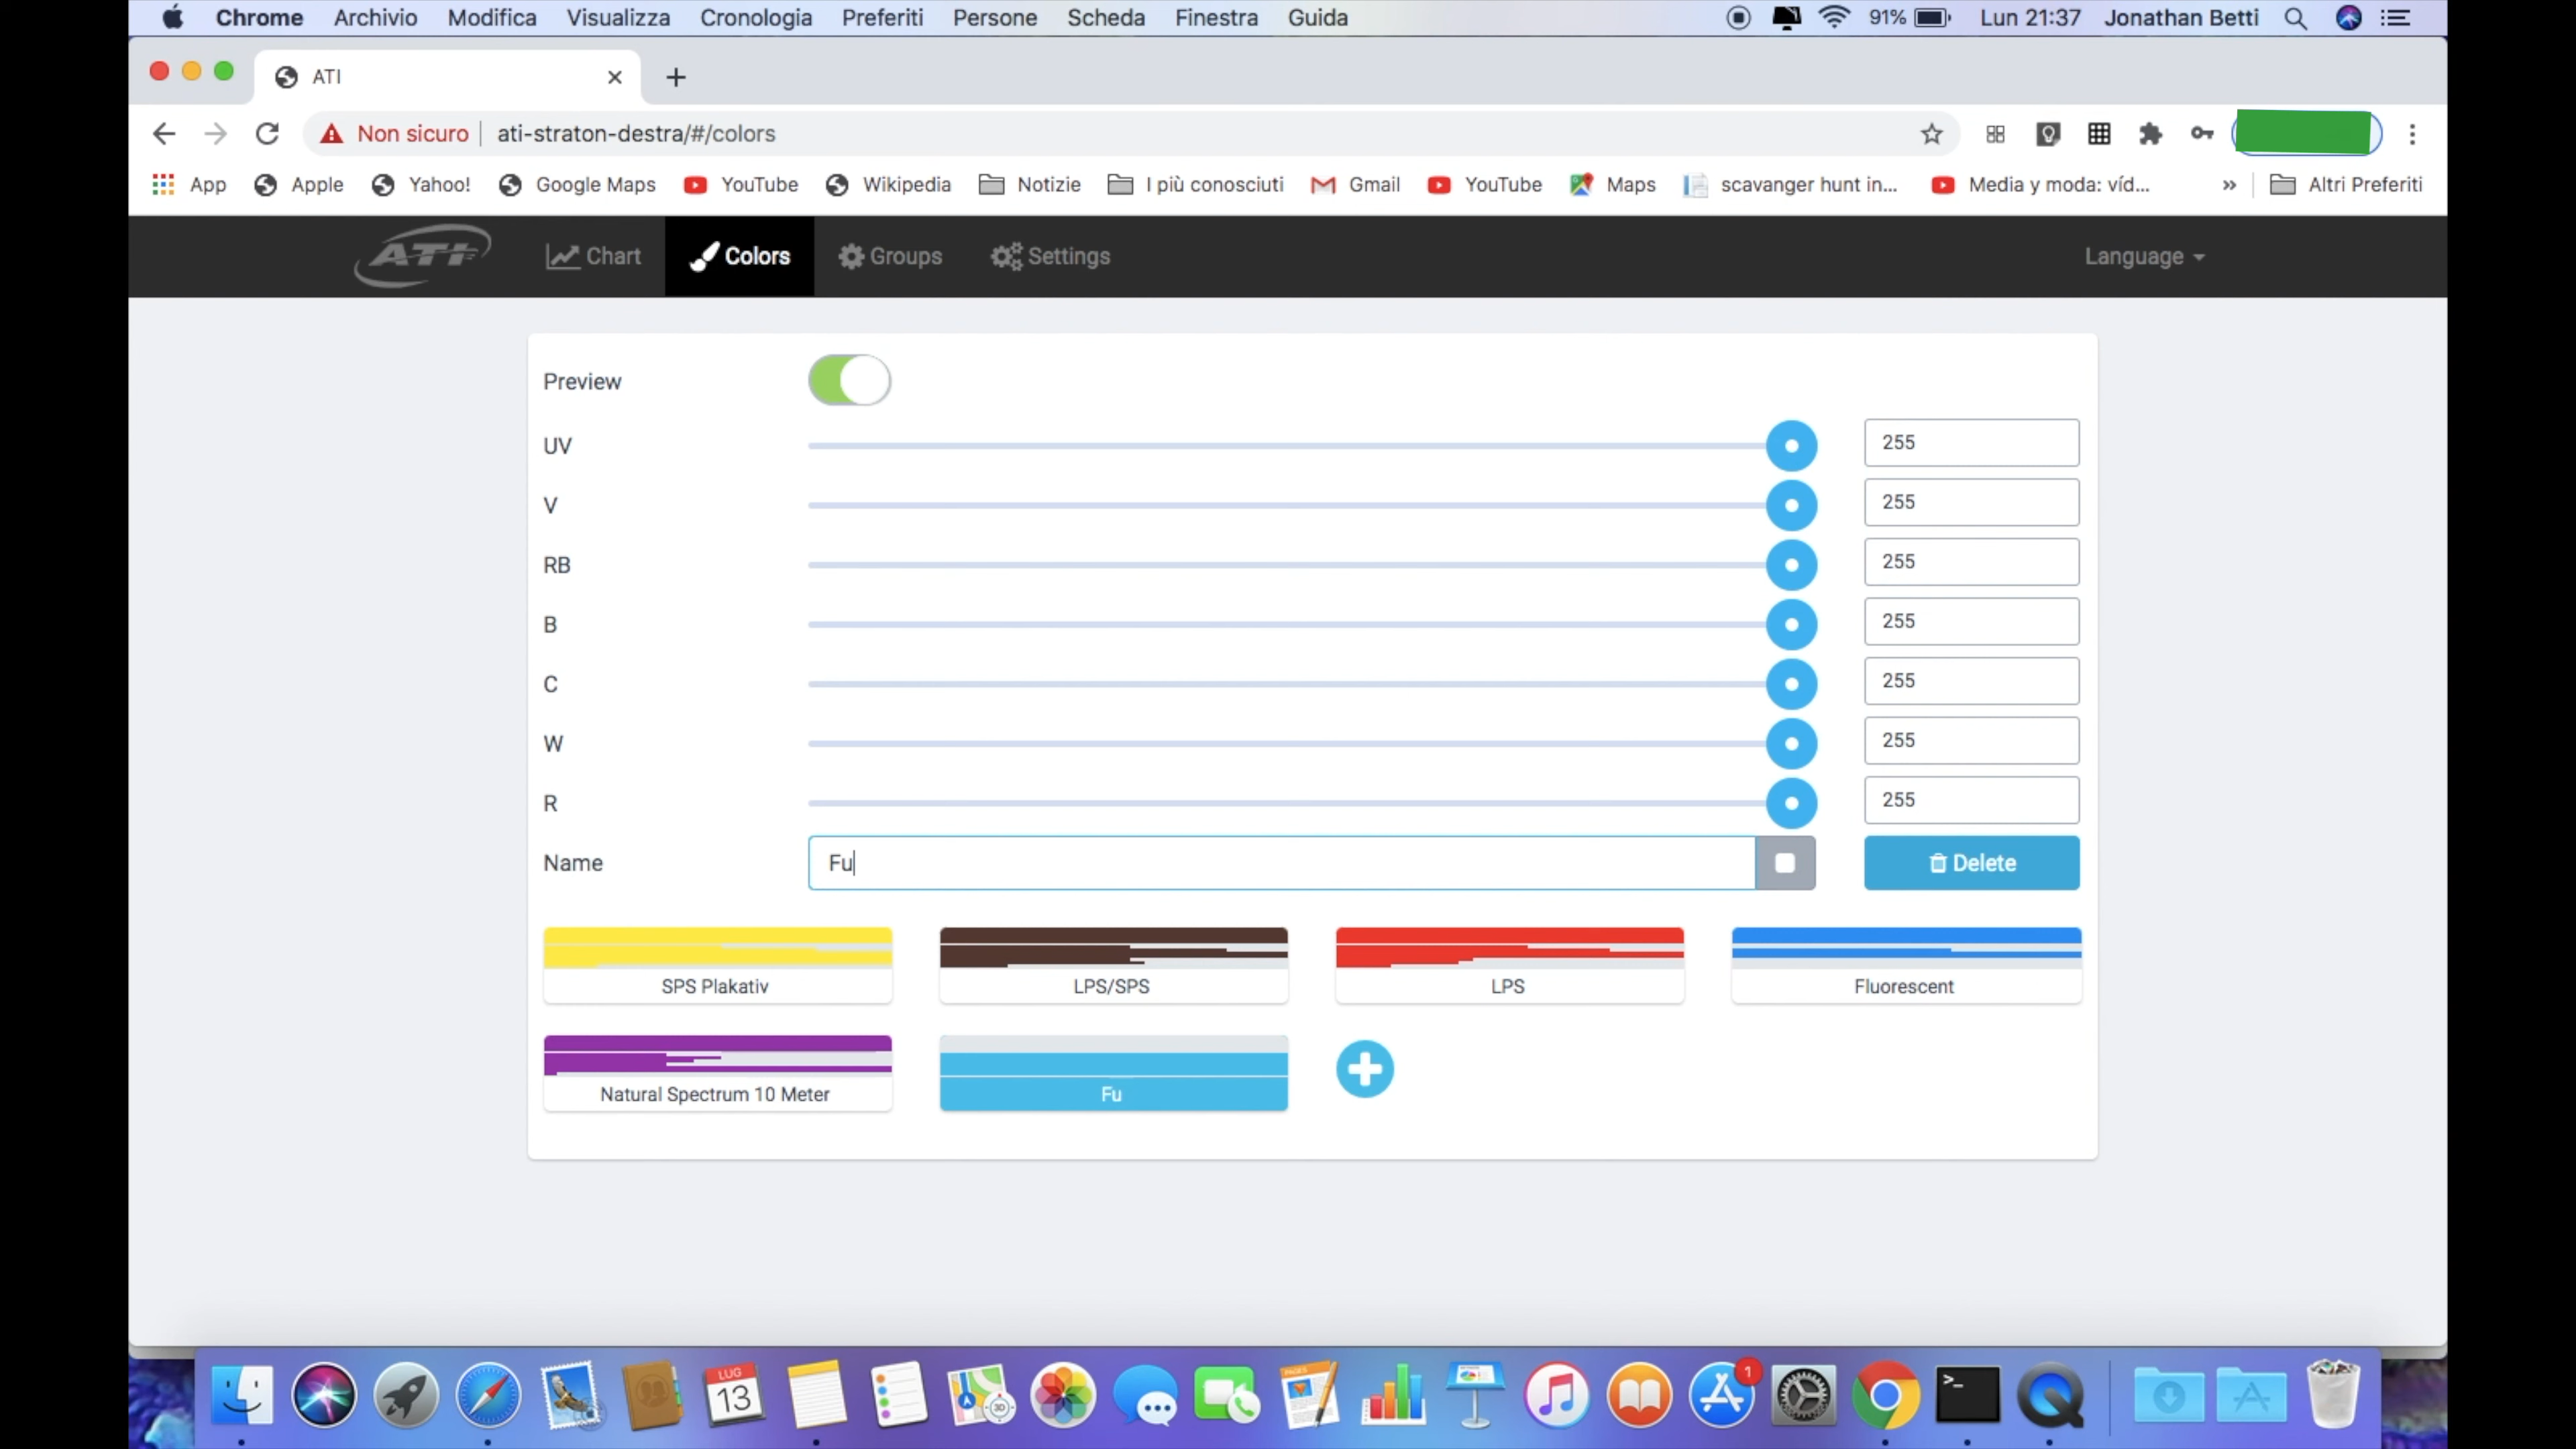 Chrome Archivio Modifica Visualizza Cronologia Preferiti Persone Scheda Finestra Guida 91% Lun 21:37 Jonathan Betti
ATI
Non sicuro ati-straton-destra/#/colors
App Apple Yahoo! Google Maps YouTube Wikipedia Notizie I più conosciuti Gmail YouTube Maps scavanger hunt in... Media y moda: víd... » Altri Preferiti
ATI Chart Colors Groups Settings Language
Preview
UV 255
V 255
RB 255
B 255
C 255
W 255
R 255
Name Fu Delete
SPS Plakativ LPS/SPS LPS Fluorescent
Natural Spectrum 10 Meter Fu
LUG
13
3D
PAGES
1
>_